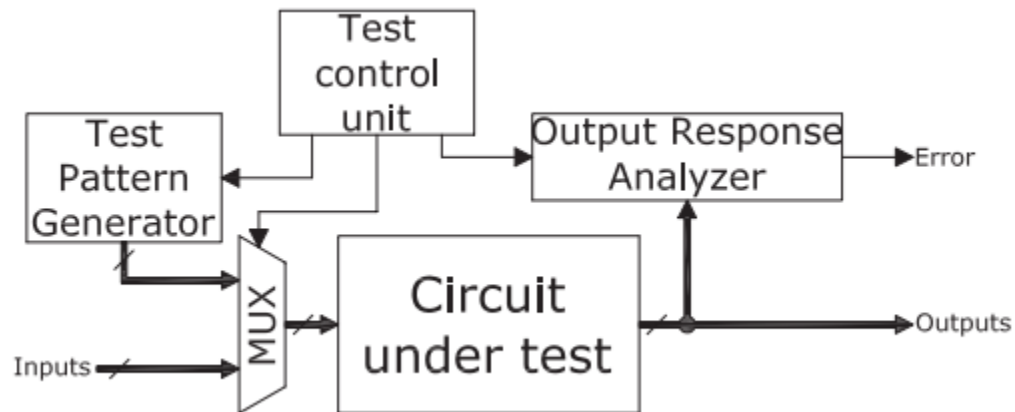 Test
control
unit
Test
Pattern
Generator
Output Response
Analyzer
Error
MUX
Circuit
under test
Inputs
Outputs